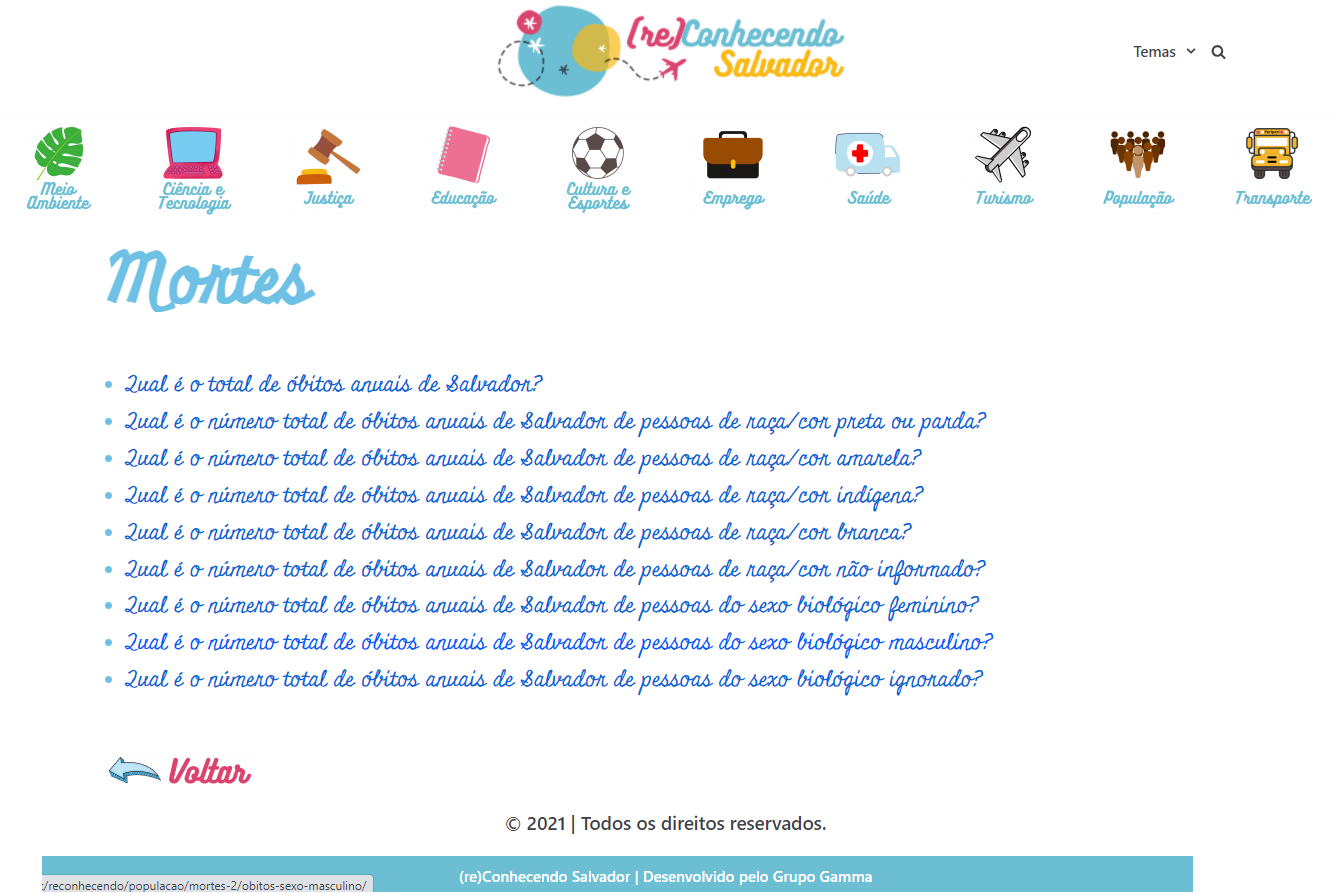 (re)Conhecendo
Salvador
Temas
Meio
Ambiente
Ciência e
Tecnologia
Justiça
Educação
Cultura e
Esportes
Emprego
Saúde
Turismo
População
Transporte
Mortes
Qual é o total de óbitos anuais de Salvador?
Qual é o número total de óbitos anuais de Salvador de pessoas de raça/cor preta ou parda?
Qual é o número total de óbitos anuais de Salvador de pessoas de raça/cor amarela?
Qual é o número total de óbitos anuais de Salvador de pessoas de raça/cor indígena?
Qual é o número total de óbitos anuais de Salvador de pessoas de raça/cor branca?
Qual é o número total de óbitos anuais de Salvador de pessoas de raça/cor não informado?
Qual é o número total de óbitos anuais de Salvador de pessoas do sexo biológico feminino?
Qual é o número total de óbitos anuais de Salvador de pessoas do sexo biológico masculino?
Qual é o número total de óbitos anuais de Salvador de pessoas do sexo biológico ignorado?
Voltar
© 2021 | Todos os direitos reservados.
(re)Conhecendo Salvador | Desenvolvido pelo Grupo Gamma
/reconhecendo/populacao/mortes-2/obitos-sexo-masculino/